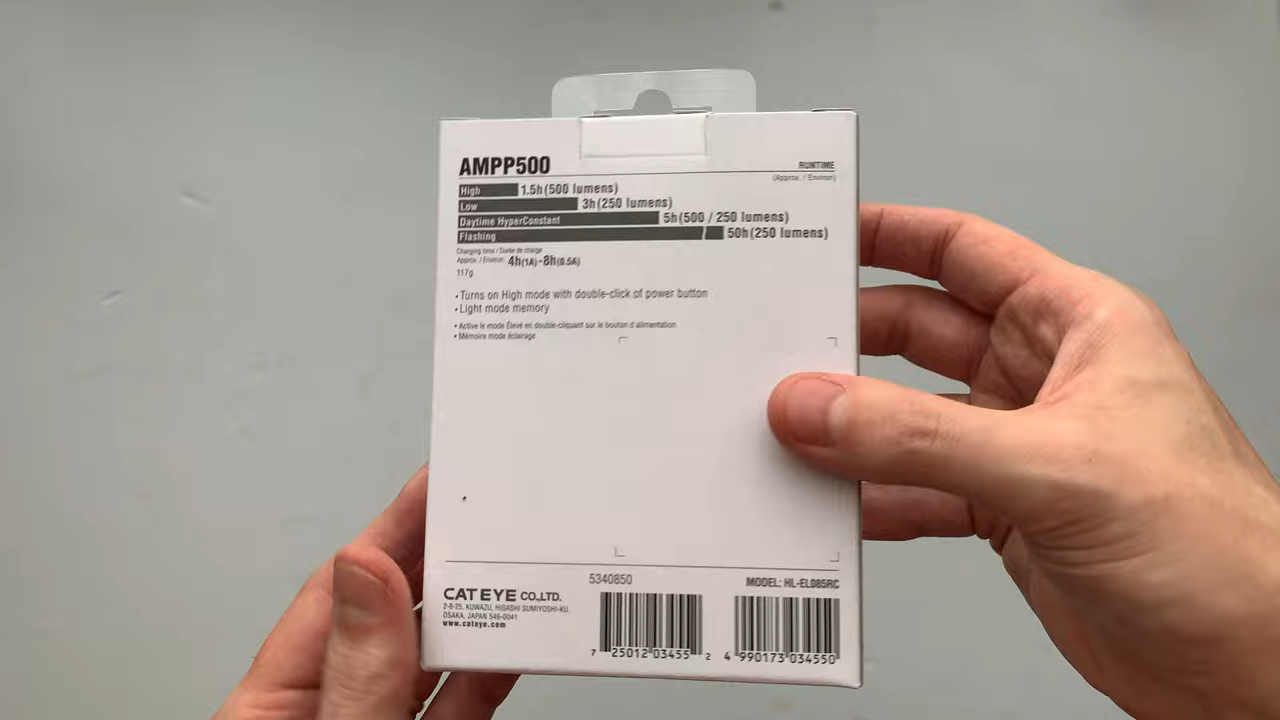 AMPP500
RUNTIME
(Approx. / Environ)
High 1.5h (500 lumens)
Low 3h (250 lumens)
Daytime HyperConstant 5h (500 / 250 lumens)
Flashing 50h (250 lumens)
Charging time / Durée de charge
Approx. / Environ 4h(1A)-8h(0.5A)
117g
• Turns on High mode with double-click of power button
• Light mode memory
• Active le mode Élevé en double-cliquant sur le bouton d'alimentation
• Mémoire mode éclairage
5340850
MODEL: HL-EL085RC
CATEYE CO.,LTD.
2-8-25, KUWAZU, HIGASHI SUMIYOSHI-KU,
OSAKA, JAPAN 546-0041
www.cateye.com
7 25012 03455 2
4 990173 034550